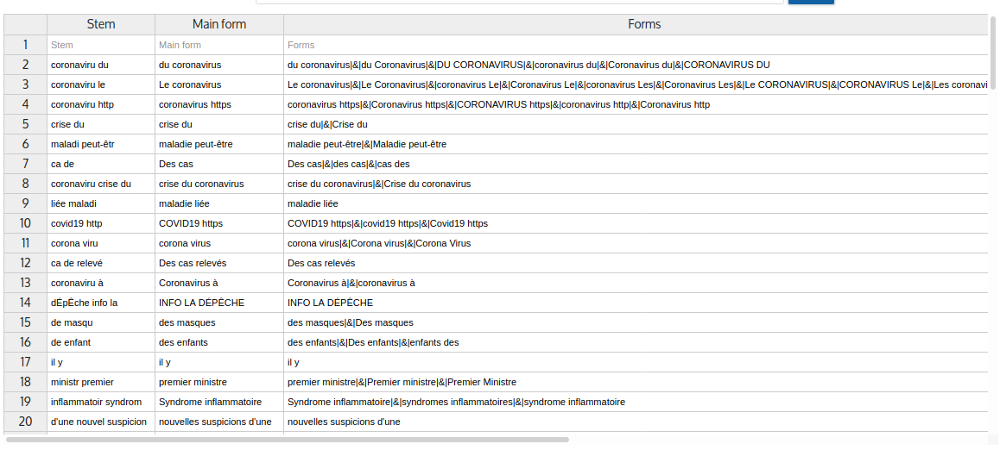 Stem Main form Forms
1 Stem Main form Forms
2 coronaviru du du coronavirus du coronavirus|&|du Coronavirus|&|DU CORONAVIRUS|&|coronavirus du|&|Coronavirus du|&|CORONAVIRUS DU
3 coronaviru le Le coronavirus Le coronavirus|&|Le Coronavirus|&|coronavirus Le|&|Coronavirus Le|&|coronavirus Les|&|Coronavirus Les|&|Le CORONAVIRUS|&|CORONAVIRUS Le|&|Les coronavi
4 coronaviru http coronavirus https coronavirus https|&|Coronavirus https|&|CORONAVIRUS https|&|coronavirus http|&|Coronavirus http
5 crise du crise du crise du|&|Crise du
6 maladi peut-êtr maladie peut-être maladie peut-être|&|Maladie peut-être
7 ca de Des cas Des cas|&|des cas|&|cas des
8 coronaviru crise du crise du coronavirus crise du coronavirus|&|Crise du coronavirus
9 liée maladi maladie liée maladie liée
10 covid19 http COVID19 https COVID19 https|&|covid19 https|&|Covid19 https
11 corona viru corona virus corona virus|&|Corona virus|&|Corona Virus
12 ca de relevé Des cas relevés Des cas relevés
13 coronaviru à Coronavirus à Coronavirus à|&|coronavirus à
14 dÉpÊche info la INFO LA DÉPÊCHE INFO LA DÉPÊCHE
15 de masqu des masques des masques|&|Des masques
16 de enfant des enfants des enfants|&|Des enfants|&|enfants des
17 il y il y il y
18 ministr premier premier ministre premier ministre|&|Premier ministre|&|Premier Ministre
19 inflammatoir syndrom Syndrome inflammatoire Syndrome inflammatoire|&|syndromes inflammatoires|&|syndrome inflammatoire
20 d'une nouvel suspicion nouvelles suspicions d'une nouvelles suspicions d'une